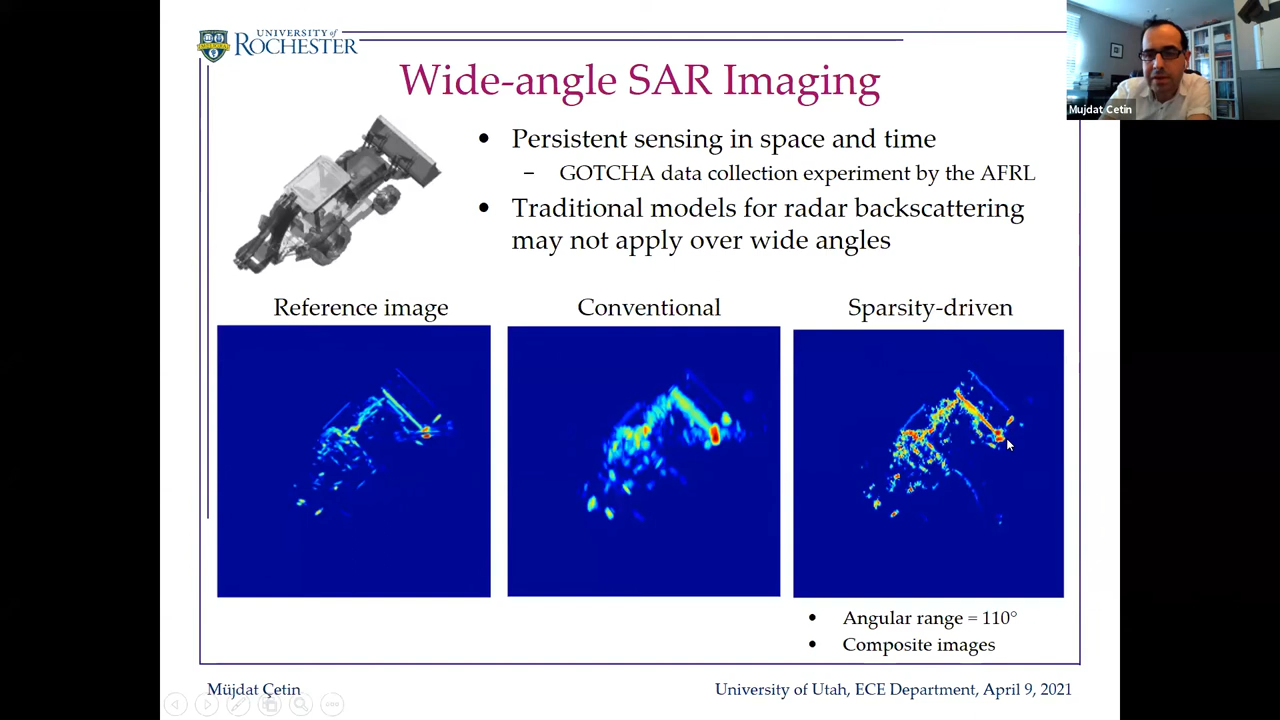 UNIVERSITY of
ROCHESTER
Wide-angle SAR Imaging
Mujdat Cetin
• Persistent sensing in space and time
– GOTCHA data collection experiment by the AFRL
• Traditional models for radar backscattering
may not apply over wide angles
Reference image
Conventional
Sparsity-driven
• Angular range = 110°
• Composite images
Müjdat Çetin
University of Utah, ECE Department, April 9, 2021